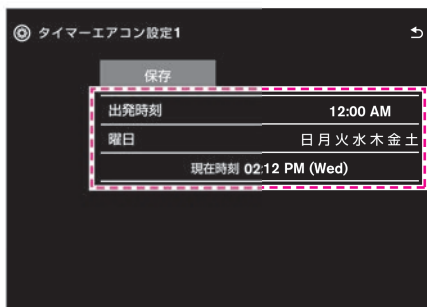 タイマーエアコン設定1
保存
出発時刻 12:00 AM
曜日 日月火水木金土
現在時刻 02:12 PM (Wed)